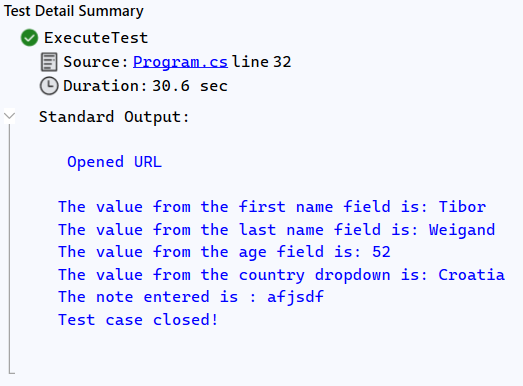 Test Detail Summary
ExecuteTest
Source: Program.cs line 32
Duration: 30.6 sec
Standard Output:
Opened URL
The value from the first name field is: Tibor
The value from the last name field is: Weigand
The value from the age field is: 52
The value from the country dropdown is: Croatia
The note entered is : afjsdf
Test case closed!